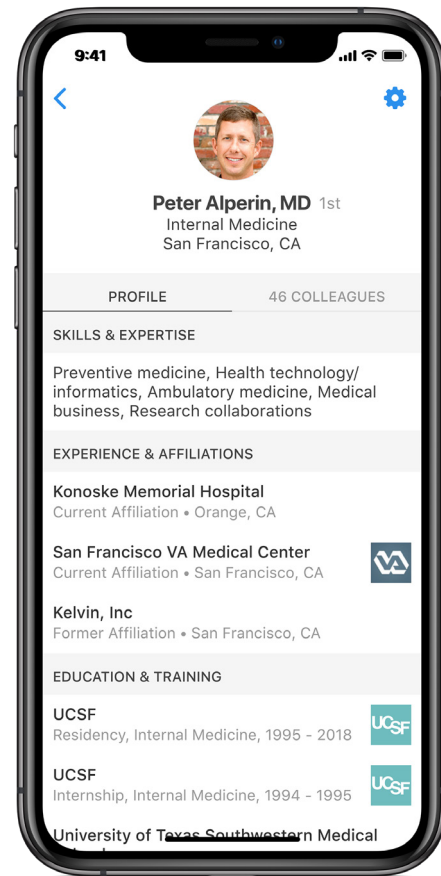 9:41
Peter Alperin, MD 1st
Internal Medicine
San Francisco, CA
PROFILE
46 COLLEAGUES
SKILLS & EXPERTISE
Preventive medicine, Health technology/
informatics, Ambulatory medicine, Medical
business, Research collaborations
EXPERIENCE & AFFILIATIONS
Konoske Memorial Hospital
Current Affiliation • Orange, CA
San Francisco VA Medical Center
Current Affiliation • San Francisco, CA
VA
Kelvin, Inc
Former Affiliation • San Francisco, CA
EDUCATION & TRAINING
UCSF
Residency, Internal Medicine, 1995 - 2018
UCSF
UCSF
Internship, Internal Medicine, 1994 - 1995
UCSF
University of Texas Southwestern Medical